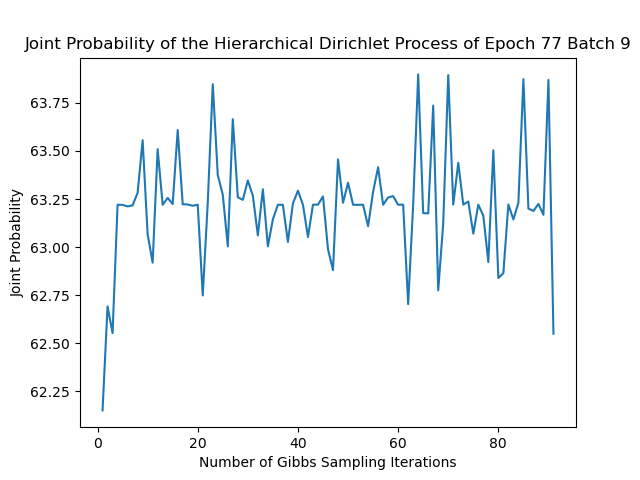 Joint Probability of the Hierarchical Dirichlet Process of Epoch 77 Batch 9
Joint Probability
63.75
63.50
63.25
63.00
62.75
62.50
62.25
0 20 40 60 80
Number of Gibbs Sampling Iterations